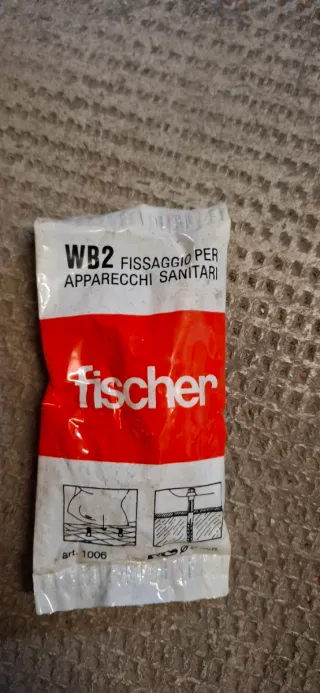 WB2 FISSAGGIO PER
APPARECCHI SANITARI
fischer
art. 1006
Ø